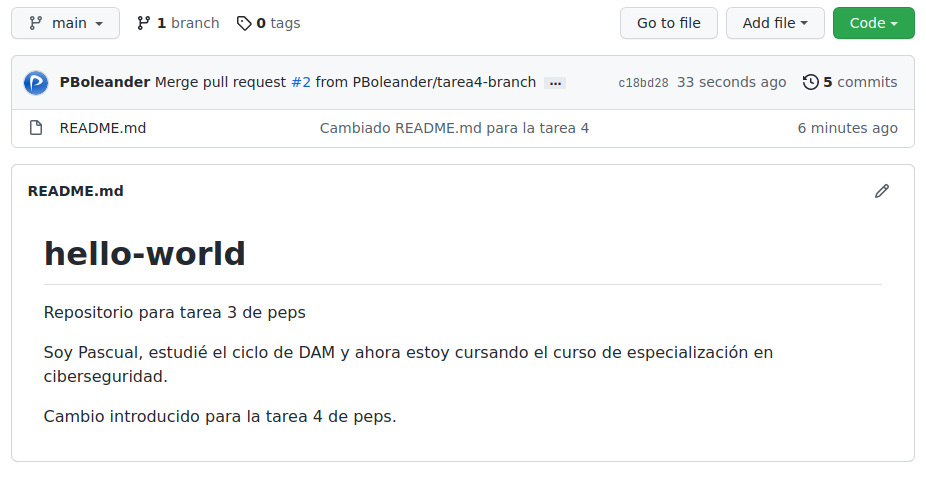 main 1 branch 0 tags Go to file Add file Code
PBoleander Merge pull request #2 from PBoleander/tarea4-branch ... c18bd28 33 seconds ago 5 commits
README.md Cambiado README.md para la tarea 4 6 minutes ago
README.md
hello-world
Repositorio para tarea 3 de peps
Soy Pascual, estudié el ciclo de DAM y ahora estoy cursando el curso de especialización en
ciberseguridad.
Cambio introducido para la tarea 4 de peps.